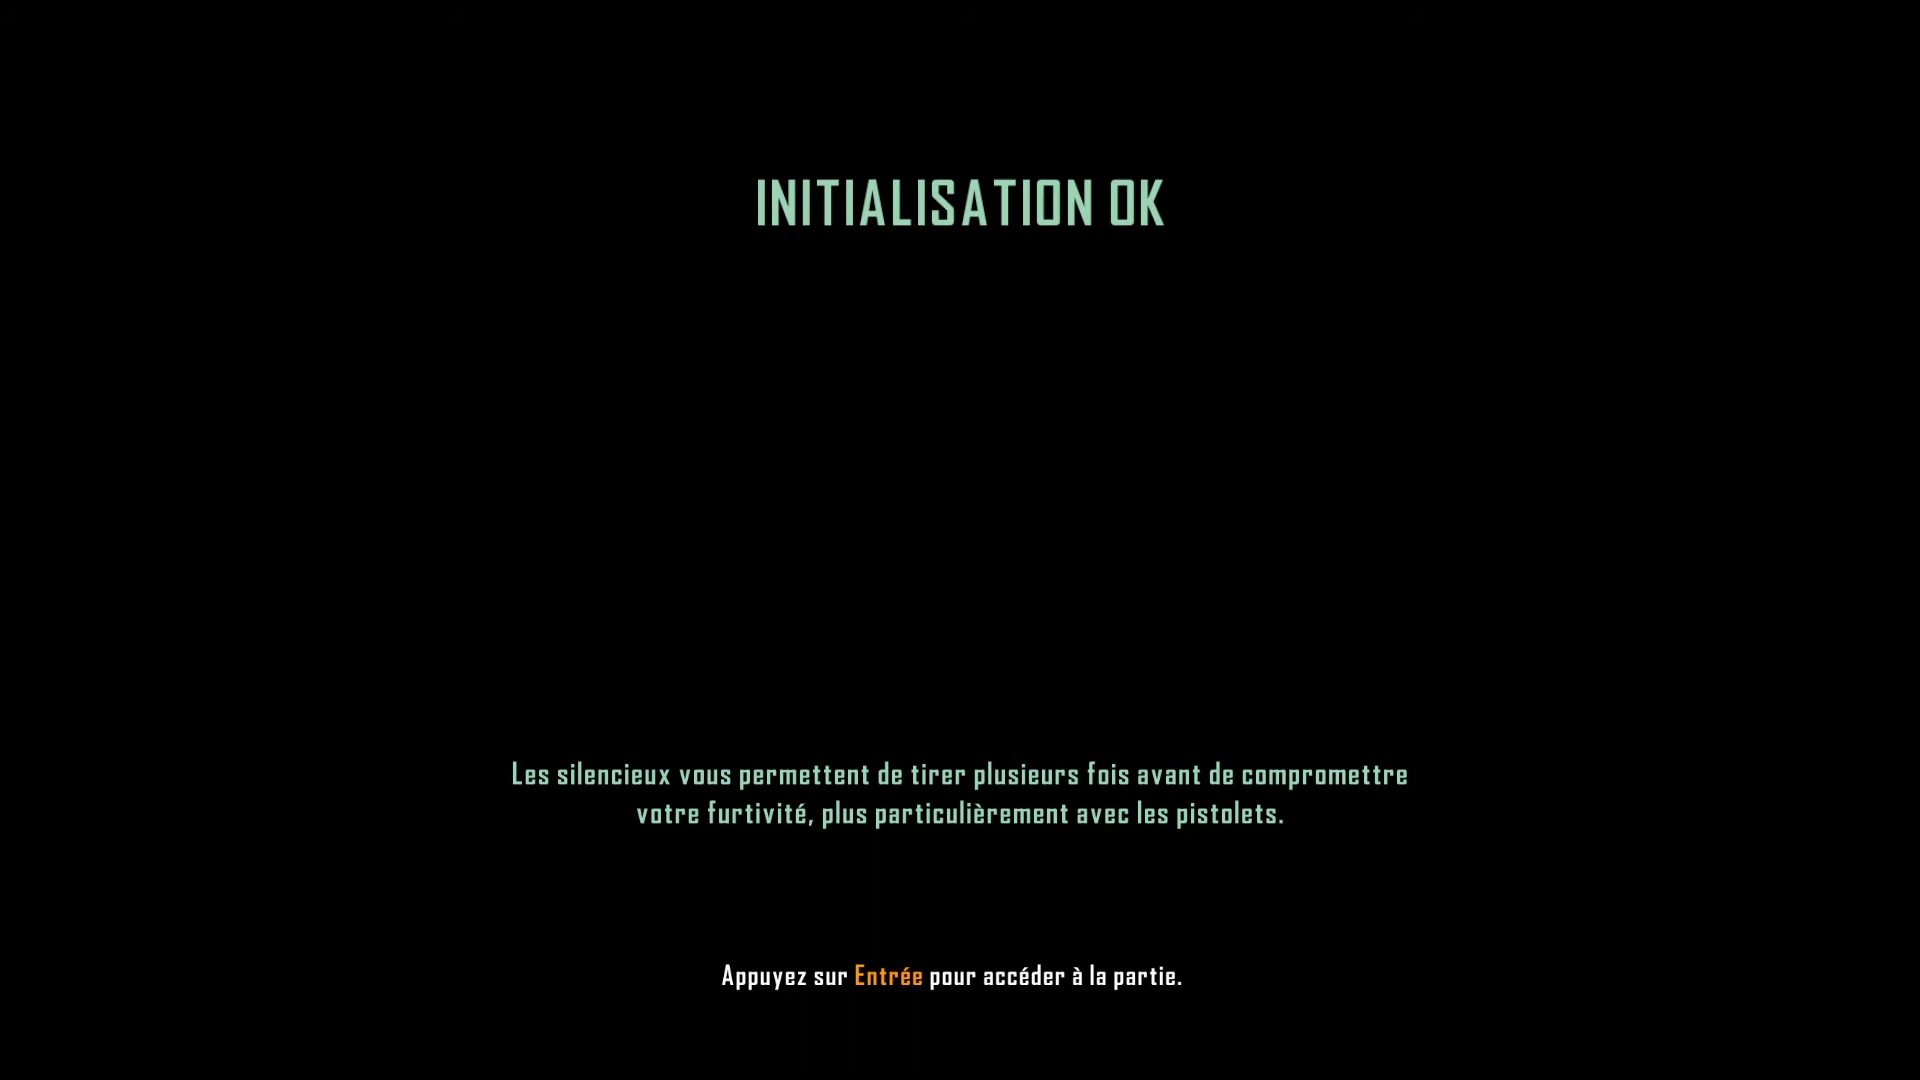 INITIALISATION OK
Les silencieux vous permettent de tirer plusieurs fois avant de compromettre
votre furtivité, plus particulièrement avec les pistolets.
Appuyez sur Entrée pour accéder à la partie.